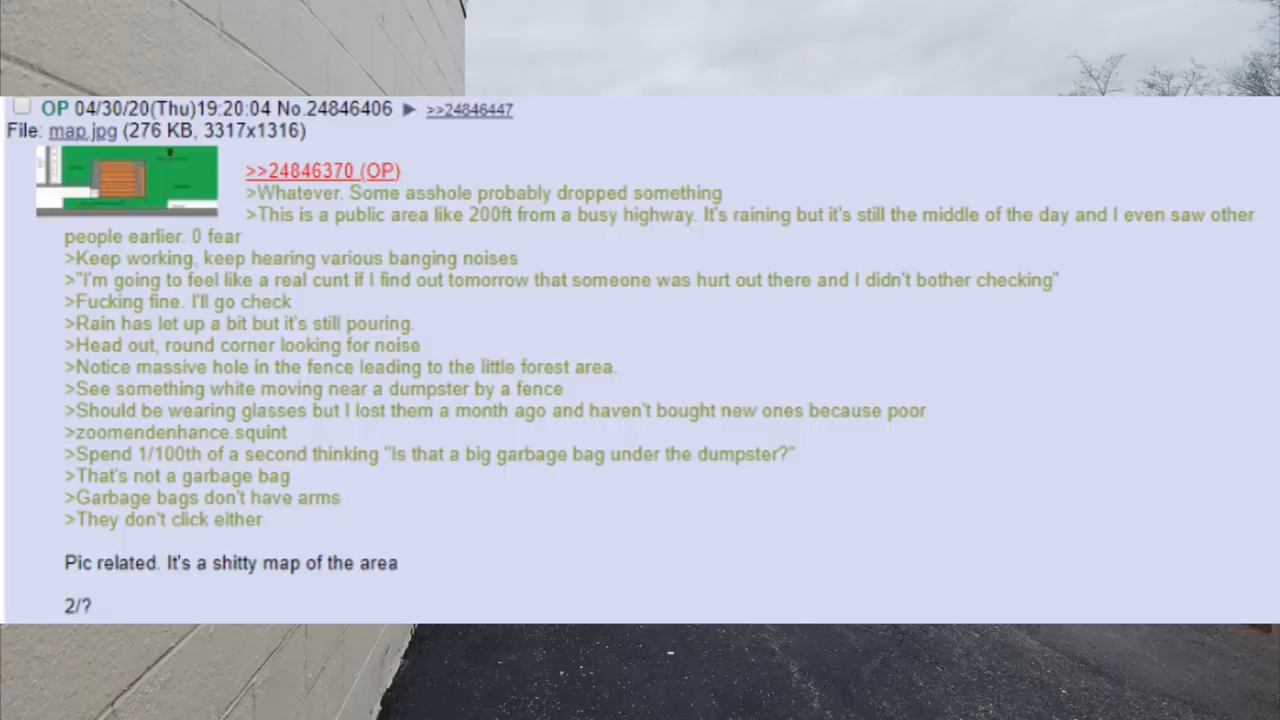 OP 04/30/20(Thu)19:20:04 No.24846406 ▶ >>24846447
File: map.jpg (276 KB, 3317x1316)
>>24846370 (OP)
>Whatever. Some asshole probably dropped something
>This is a public area like 200ft from a busy highway. It's raining but it's still the middle of the day and I even saw other
people earlier. 0 fear
>Keep working, keep hearing various banging noises
>"I'm going to feel like a real cunt if I find out tomorrow that someone was hurt out there and I didn't bother checking"
>Fucking fine. I'll go check
>Rain has let up a bit but it's still pouring.
>Head out, round corner looking for noise
>Notice massive hole in the fence leading to the little forest area.
>See something white moving near a dumpster by a fence
>Should be wearing glasses but I lost them a month ago and haven't bought new ones because poor
>zoomendenhance.squint
>Spend 1/100th of a second thinking "Is that a big garbage bag under the dumpster?"
>That's not a garbage bag
>Garbage bags don't have arms
>They don't click either
Pic related. It's a shitty map of the area
2/?